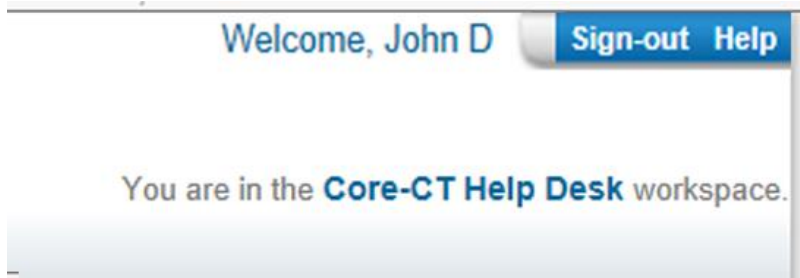 Welcome, John D Sign-out Help
You are in the Core-CT Help Desk workspace.